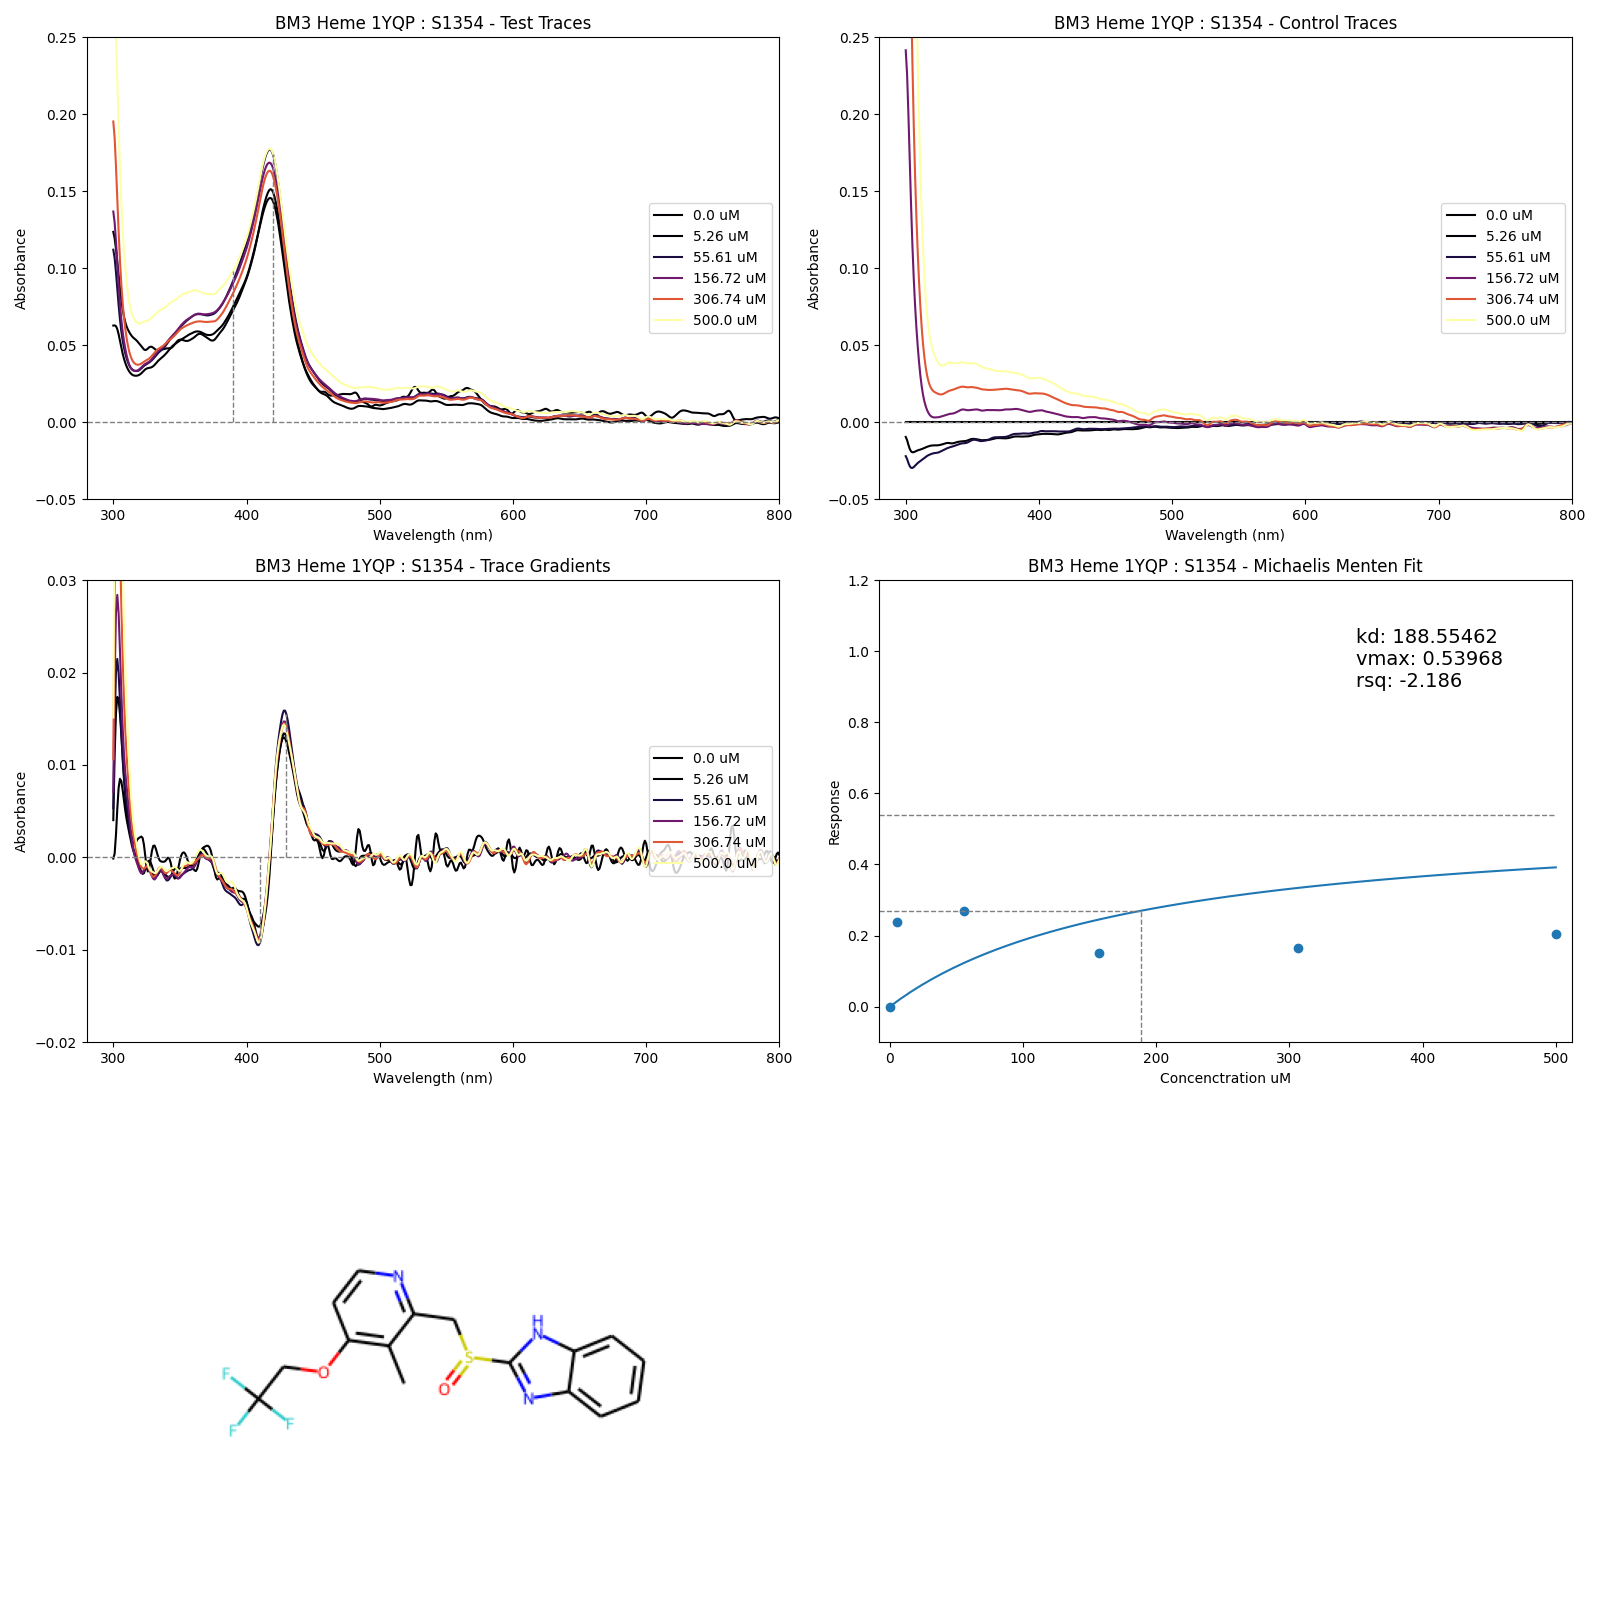 BM3 Heme 1YQP : S1354 - Test Traces
0.25
0.20
0.15
0.10
0.05
0.00
−0.05
Absorbance
0.0 uM
5.26 uM
55.61 uM
156.72 uM
306.74 uM
500.0 uM
300 400 500 600 700 800
Wavelength (nm)
BM3 Heme 1YQP : S1354 - Control Traces
0.25
0.20
0.15
0.10
0.05
0.00
−0.05
Absorbance
0.0 uM
5.26 uM
55.61 uM
156.72 uM
306.74 uM
500.0 uM
300 400 500 600 700 800
Wavelength (nm)
BM3 Heme 1YQP : S1354 - Trace Gradients
0.03
0.02
0.01
0.00
−0.01
−0.02
Absorbance
0.0 uM
5.26 uM
55.61 uM
156.72 uM
306.74 uM
500.0 uM
300 400 500 600 700 800
Wavelength (nm)
BM3 Heme 1YQP : S1354 - Michaelis Menten Fit
1.2
1.0
0.8
0.6
0.4
0.2
0.0
Response
kd: 188.55462
vmax: 0.53968
rsq: -2.186
0 100 200 300 400 500
Concenctration uM
N
H
N
S
O
N
O
F
F
F